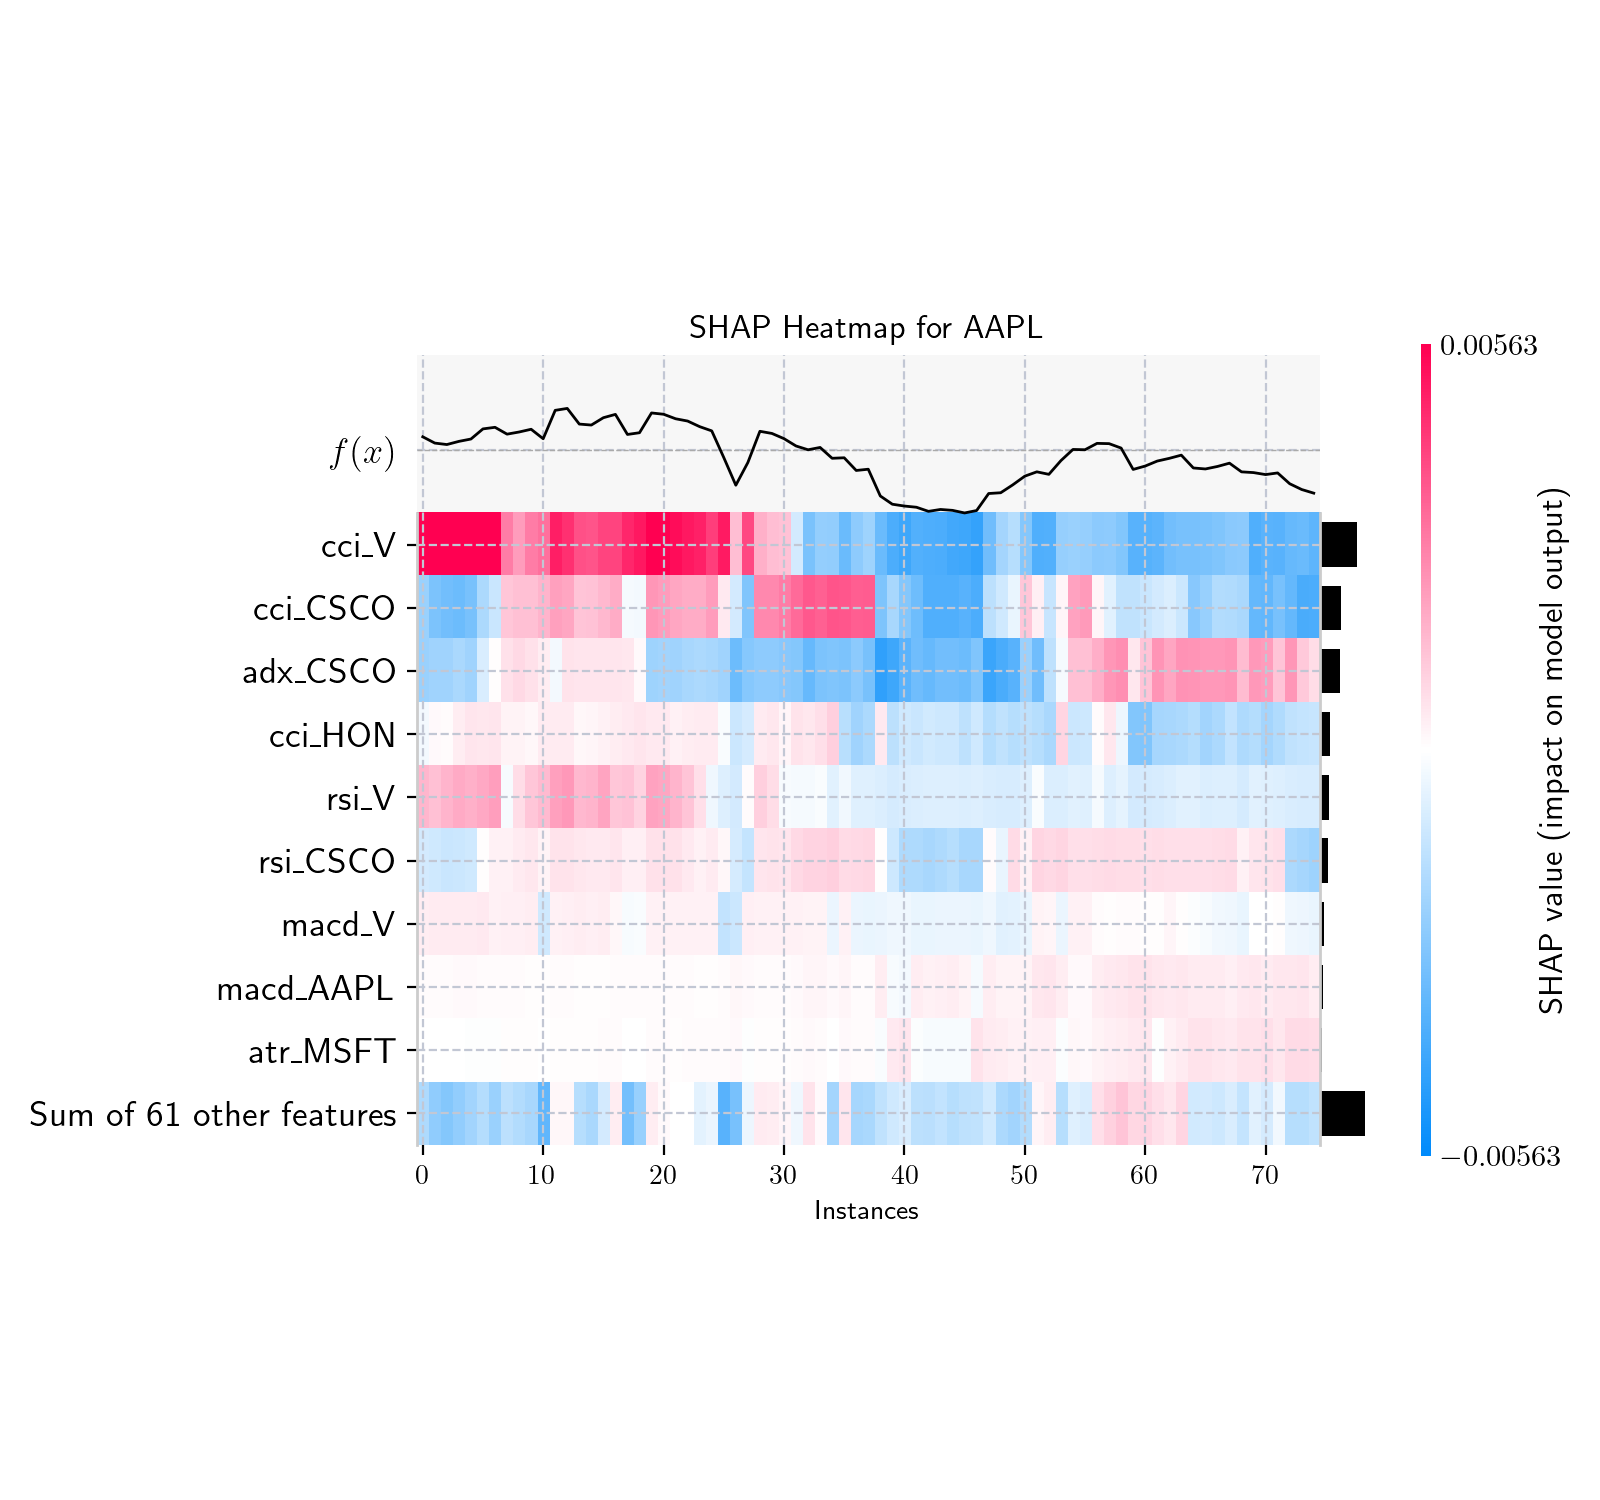 SHAP Heatmap for AAPL
0.00563
f(x)
cci_V
cci_CSCO
adx_CSCO
cci_HON
rsi_V
rsi_CSCO
macd_V
macd_AAPL
atr_MSFT
Sum of 61 other features
SHAP value (impact on model output)
−0.00563
0 10 20 30 40 50 60 70
Instances